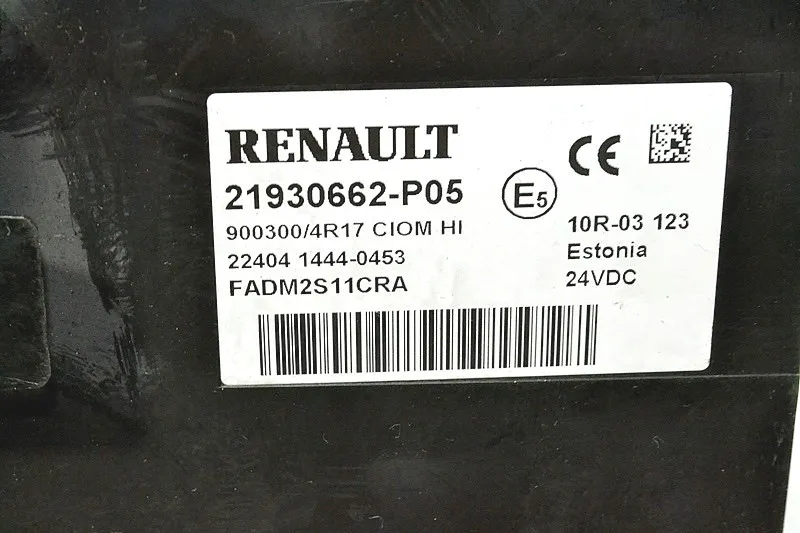 RENAULT
CE
21930662-P05
E5
900300/4R17 CIOM HI
10R-03 123
22404 1444-0453
Estonia
FADM2S11CRA
24VDC